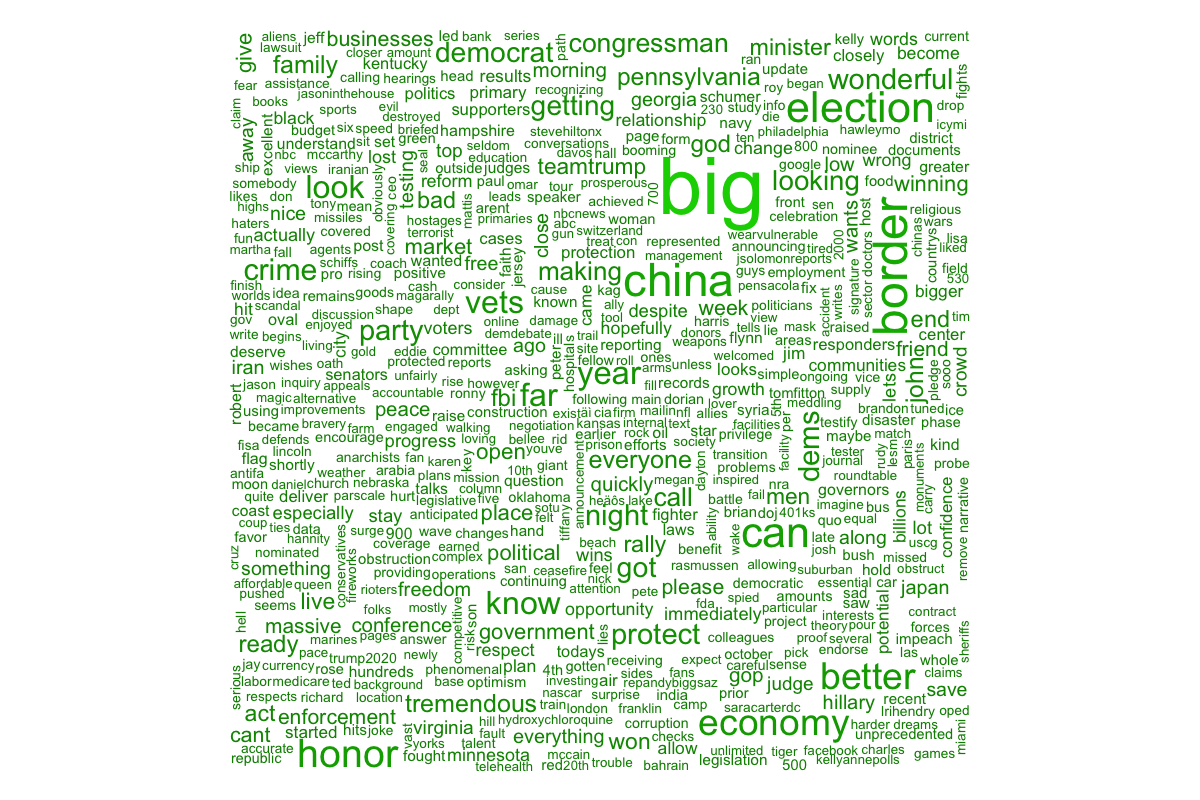 give aliens jeff businesses led bank series path congressman minister kelly words current
lawsuit closer amount democrat ran closely become
family kentucky calling hearings head results morning pennsylvania update wonderful fights
fear assistance jasoninthehouse politics primary recognizing georgia schumer roy began election drop
claim books sports evil destroyed supporters getting relationship 230 study info die icymi
away excellent black budget six speed briefed hampshire stevehiltonx page form navy ten philadelphia hawleymo district
understand sit set green top seldom conversations booming god change 800 nominee documents
nbc mccarthy lost testing seal education davos hall teamtrump big google low wrong greater
ship views iranian outside judges looking food winning
somebody look obviously covering ceo reform paul omar tour prosperous 700
likes don tony mean bad mattis leads speaker achieved front sen wants host border religious
highs nice missiles hostages arent primaries nbcnews woman celebration chinas wars
haters covered terrorist abc gun switzerland wearvulnerable
fun actually agents post market cases close treat con represented announcing tired 2000 doctors countrys lisa liked
martha fall schiffs coach wanted free faith jersey protection management jsolomonreports
crime pro rising positive making china guys employment signature sector field
finish cash consider cause kag pensacola fix 530
worlds idea remains goods magarally vets known came ally despite week politicians accident writes bigger
hit scandal discussion shape dept online damage tool harris view
gov oval enjoyed party voters demdebate trail hopefully donors tells lie mask raised end tim
write begins living city ill site reporting weapons flynn areas responders center
deserve gold eddie committee ago peter hospitals fellow roll ones welcomed jim friend
iran wishes oath protected reports asking year arms unless looks simple ongoing communities john pledge sooo crowd
robert jason inquiry senators unfairly rise however far fill records growth vice lets
magic alternative appeals accountable ronny fbi following main dorian lover tomfitton supply
using improvements peace raise construction exist täi cia firm mailin nfl allies syria 5th meddling brandon tuned ice
became bravery farm engaged walking negotiation kansas internal text facilities per testify disaster phase
fisa defends encourage progress loving bellee rid earlier rock oil star privilege dems maybe match
lincoln open youve prison efforts society facility tester rudy lesm paris kind
flag shortly anarchists fan karen key 10th giant announcement everyone dayton transition journal probe
antifa weather arabia plans mission problems roundtable monuments
moon daniel church nebraska talks column question quickly megan inspired nra governors carry
quite deliver parscale hurt legislative five oklahoma heäôs lake call battle fail men imagine bus billions confidence narrative
coast especially stay anticipated place sotu felt tiffany night fighter ability brian doj 401ks quo equal
coup ties data surge 900 wave changes hand laws wake can late along lot
favor hannity conservatives fireworks coverage earned beach rally benefit josh bush missed uscg remove
cruz nominated obstruction complex political wins
something providing operations san ceasefire feel got rasmussen allowing suburban hold obstruct
affordable queen rioters continuing nick attention pete please democratic essential car japan
pushed live freedom spied amounts sad
seems folks mostly know opportunity fda immediately particular saw interests potential contract
hell massive conference competitive risk son government lies protect project theory pour forces
ready marines pages answer respect colleagues proof several impeach sheriffs
pace trump2020 newly todays october pick endorse las
jay currency rose hundreds phenomenal plan 4th gotten receiving expect careful sense whole
serious labor medicare ted background base optimism investing air sides fans gop judge better claims
respects richard location tremendous nascar surprise repandybiggsaz india prior save
act train london franklin camp saracarterdc hillary recent
enforcement vast virginia hill hydroxychloroquine corruption economy lrihendry oped
cant started hits joke yorks fault talent everything won checks harder dreams miami
accurate honor fought minnesota mccain allow unlimited tiger facebook charles unprecedented
republic telehealth red 20th trouble bahrain legislation 500 kellyannepolls games